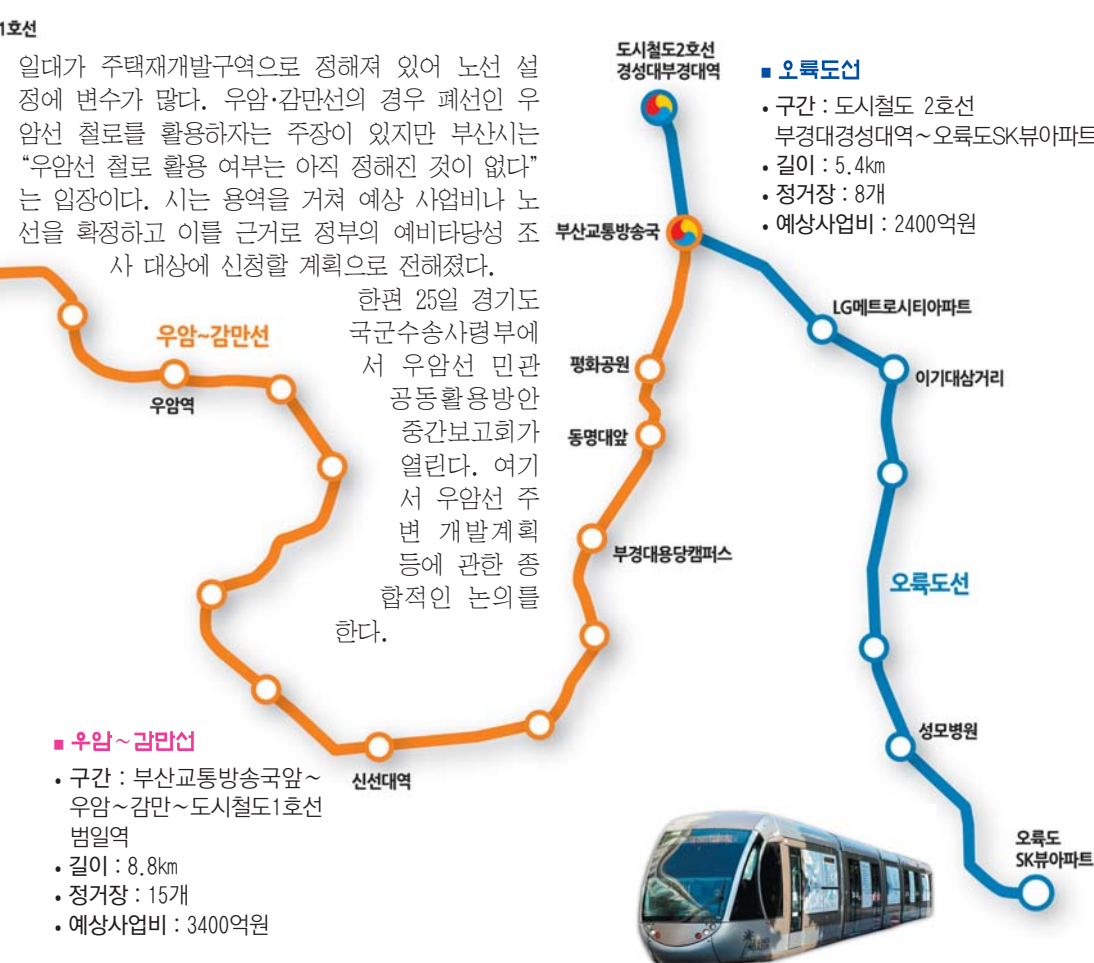 1호선
일대가 주택재개발구역으로 정해져 있어 노선 설
정에 변수가 많다. 우암·감만선의 경우 폐선인 우
암선 철로를 활용하자는 주장이 있지만 부산시는
“우암선 철로 활용 여부는 아직 정해진 것이 없다”
는 입장이다. 시는 용역을 거쳐 예상 사업비나 노
선을 확정하고 이를 근거로 정부의 예비타당성 조
사 대상에 신청할 계획으로 전해졌다.
한편 25일 경기도
국군수송사령부에
서 우암선 민관
공동활용방안
중간보고회가
열린다. 여기
서 우암선 주
변 개발계획
등에 관한 종
합적인 논의를
한다.
우암~감만선
우암역
신선대역
■ 우암~감만선
• 구간 : 부산교통방송국앞~
우암~감만~도시철도1호선
범일역
• 길이 : 8.8km
• 정거장 : 15개
• 예상사업비 : 3400억원
도시철도2호선
경성대부경대역
부산교통방송국
평화공원
동명대앞
부경대용당캠퍼스
■ 오륙도선
• 구간 : 도시철도 2호선
부경대경성대역~오륙도SK뷰아파트
• 길이 : 5.4km
• 정거장 : 8개
• 예상사업비 : 2400억원
LG메트로시티아파트
이기대삼거리
오륙도선
성모병원
오륙도
SK뷰아파트